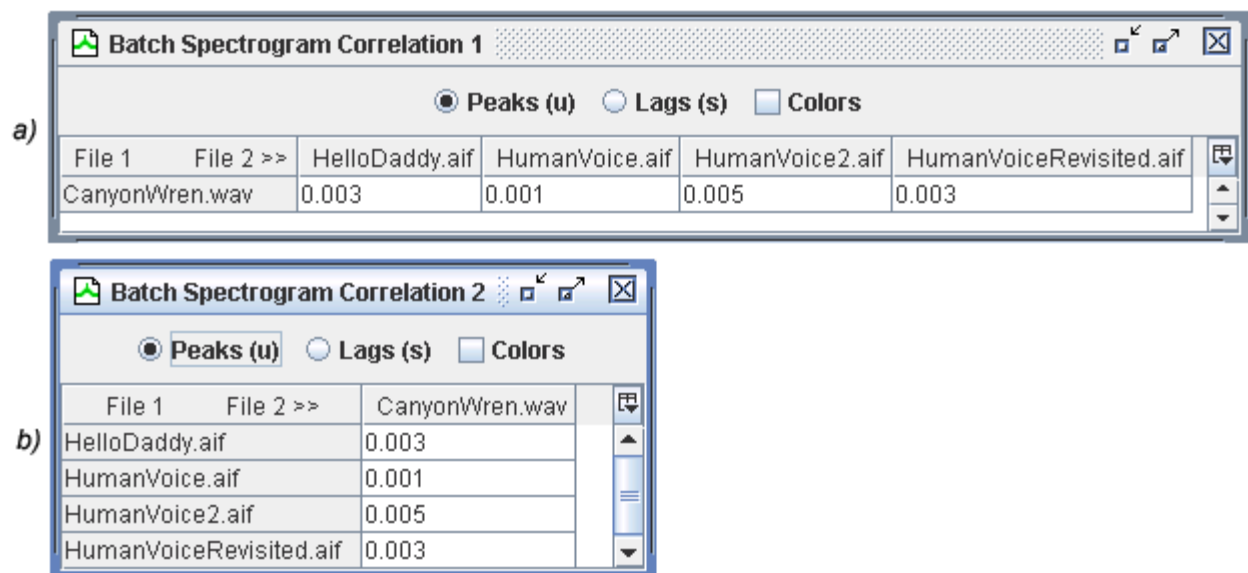 Batch Spectrogram Correlation 1
Peaks (u) Lags (s) Colors
a)
File 1 File 2 >> HelloDaddy.aif HumanVoice.aif HumanVoice2.aif HumanVoiceRevisited.aif
CanyonWren.wav 0.003 0.001 0.005 0.003
Batch Spectrogram Correlation 2
Peaks (u) Lags (s) Colors
File 1 File 2 >> CanyonWren.wav
b)
HelloDaddy.aif 0.003
HumanVoice.aif 0.001
HumanVoice2.aif 0.005
HumanVoiceRevisited.aif 0.003